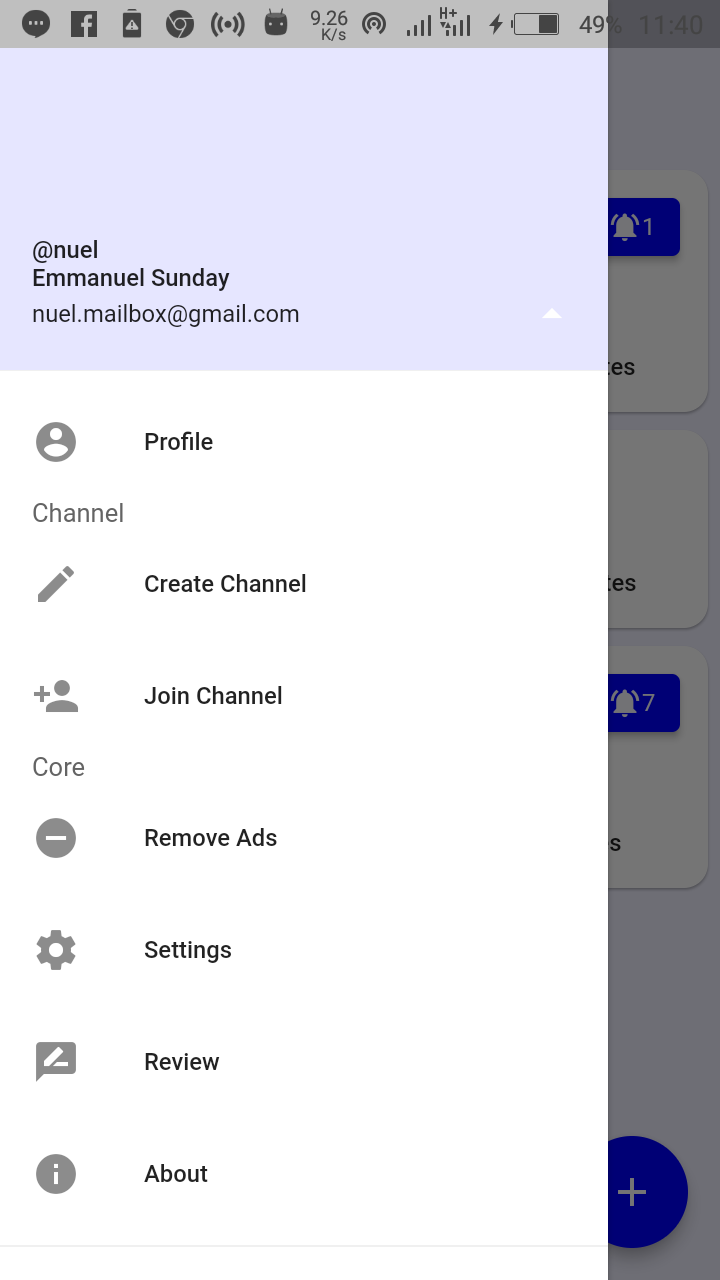 9.26 K/s H+ 49% 11:40
@nuel
Emmanuel Sunday
nuel.mailbox@gmail.com
1
tes
Profile
Channel
Create Channel
tes
Join Channel
7
Core
Remove Ads
s
Settings
Review
About